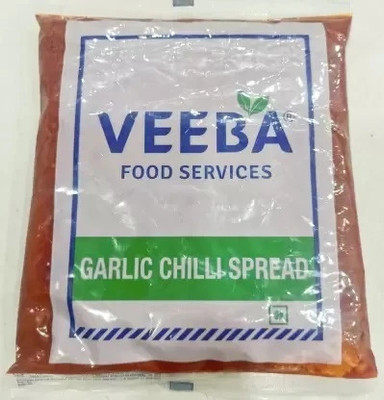 VEEBA®
FOOD SERVICES
GARLIC CHILLI SPREAD